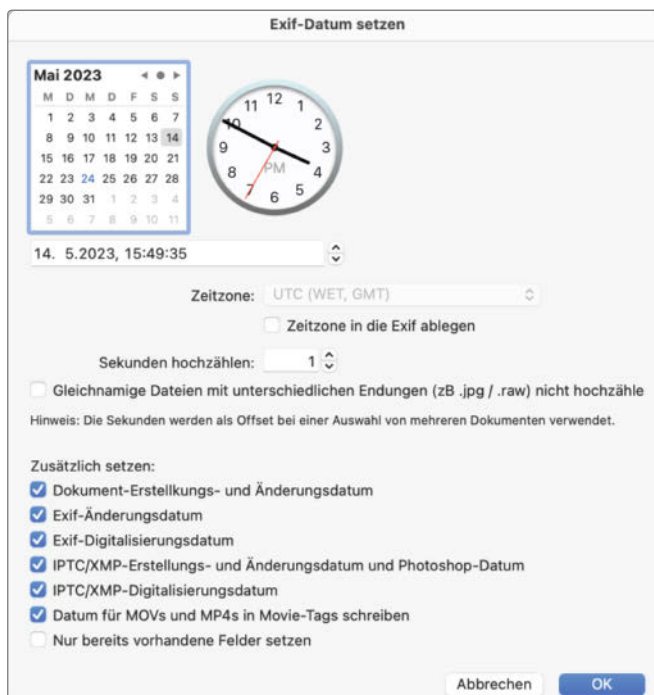 Exif-Datum setzen
Mai 2023
M D M D F S S
1 2 3 4 5 6 7
8 9 10 11 12 13 14
15 16 17 18 19 20 21
22 23 24 25 26 27 28
29 30 31 1 2 3 4
5 6 7 8 9 10 11
12 1 2 3 4 5 6 7 8 9 10 11
PM
14. 5.2023, 15:49:35
Zeitzone: UTC (WET, GMT)
Zeitzone in die Exif ablegen
Sekunden hochzählen: 1
Gleichnamige Dateien mit unterschiedlichen Endungen (zB .jpg / .raw) nicht hochzähle
Hinweis: Die Sekunden werden als Offset bei einer Auswahl von mehreren Dokumenten verwendet.
Zusätzlich setzen:
Dokument-Erstellkungs- und Änderungsdatum
Exif-Änderungsdatum
Exif-Digitalisierungsdatum
IPTC/XMP-Erstellungs- und Änderungsdatum und Photoshop-Datum
IPTC/XMP-Digitalisierungsdatum
Datum für MOVs und MP4s in Movie-Tags schreiben
Nur bereits vorhandene Felder setzen
Abbrechen OK